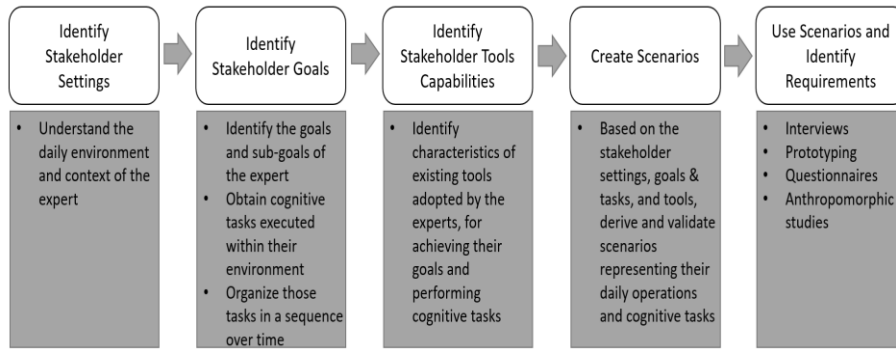 Identify
Stakeholder
Settings
Identify
Stakeholder Goals
Identify
Stakeholder Tools
Capabilities
Create Scenarios
Use Scenarios and
Identify
Requirements
• Understand the
daily environment
and context of the
expert
• Identify the goals
and sub-goals of
the expert
• Obtain cognitive
tasks executed
within their
environment
• Organize those
tasks in a sequence
over time
• Identify
characteristics of
existing tools
adopted by the
experts, for
achieving their
goals and
performing
cognitive tasks
• Based on the
stakeholder
settings, goals &
tasks, and tools,
derive and validate
scenarios
representing their
daily operations
and cognitive tasks
• Interviews
• Prototyping
• Questionnaires
• Anthropomorphic
studies